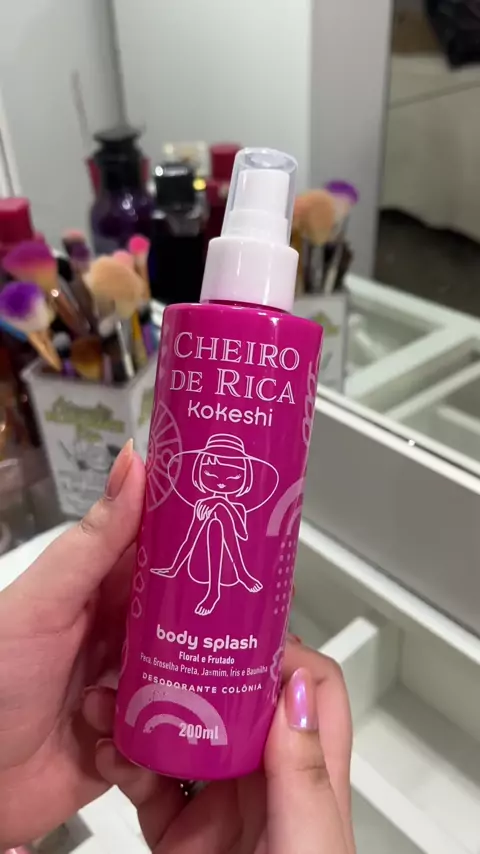 CHEIRO
DE RICA
kokeshi
body splash
Floral e Frutado
Pera, Groselha Preta, Jasmim, Íris e Baunilha
DESODORANTE COLÔNIA
200ml